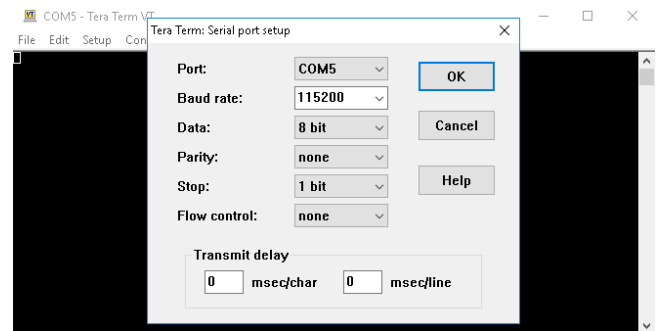 COM5 - Tera Term VT
File Edit Setup Con
Tera Term: Serial port setup
Port: COM5
OK
Baud rate: 115200
Data: 8 bit
Cancel
Parity: none
Stop: 1 bit
Help
Flow control: none
Transmit delay
0 msec/char 0 msec/line